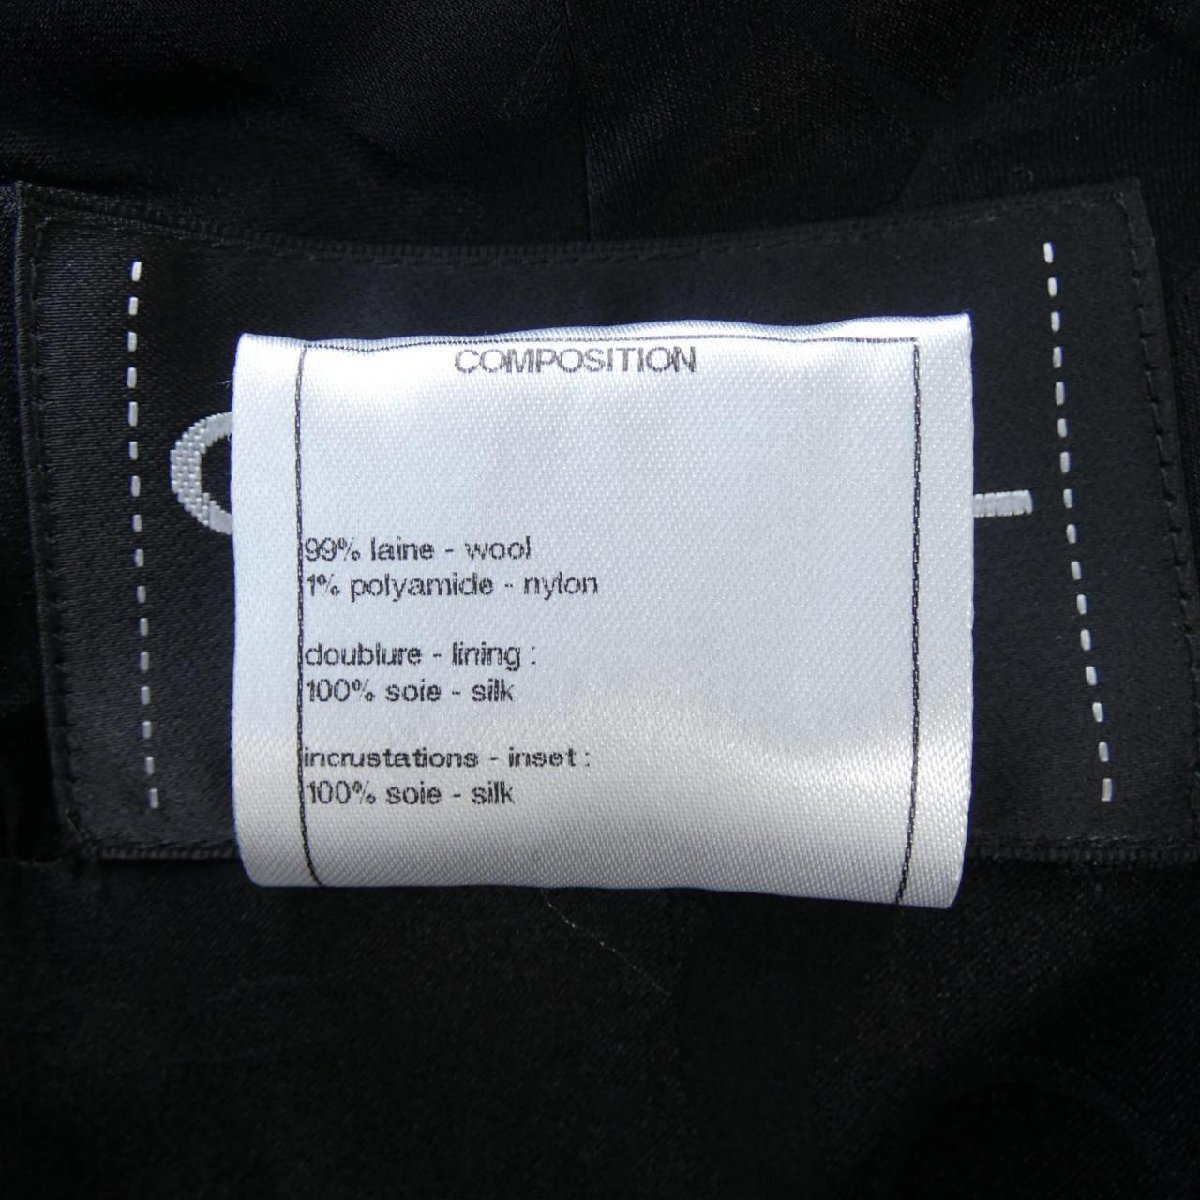 COMPOSITION
99% laine - wool
1% polyamide - nylon
doublure - lining :
100% soie - silk
incrustations - inset :
100% soie - silk